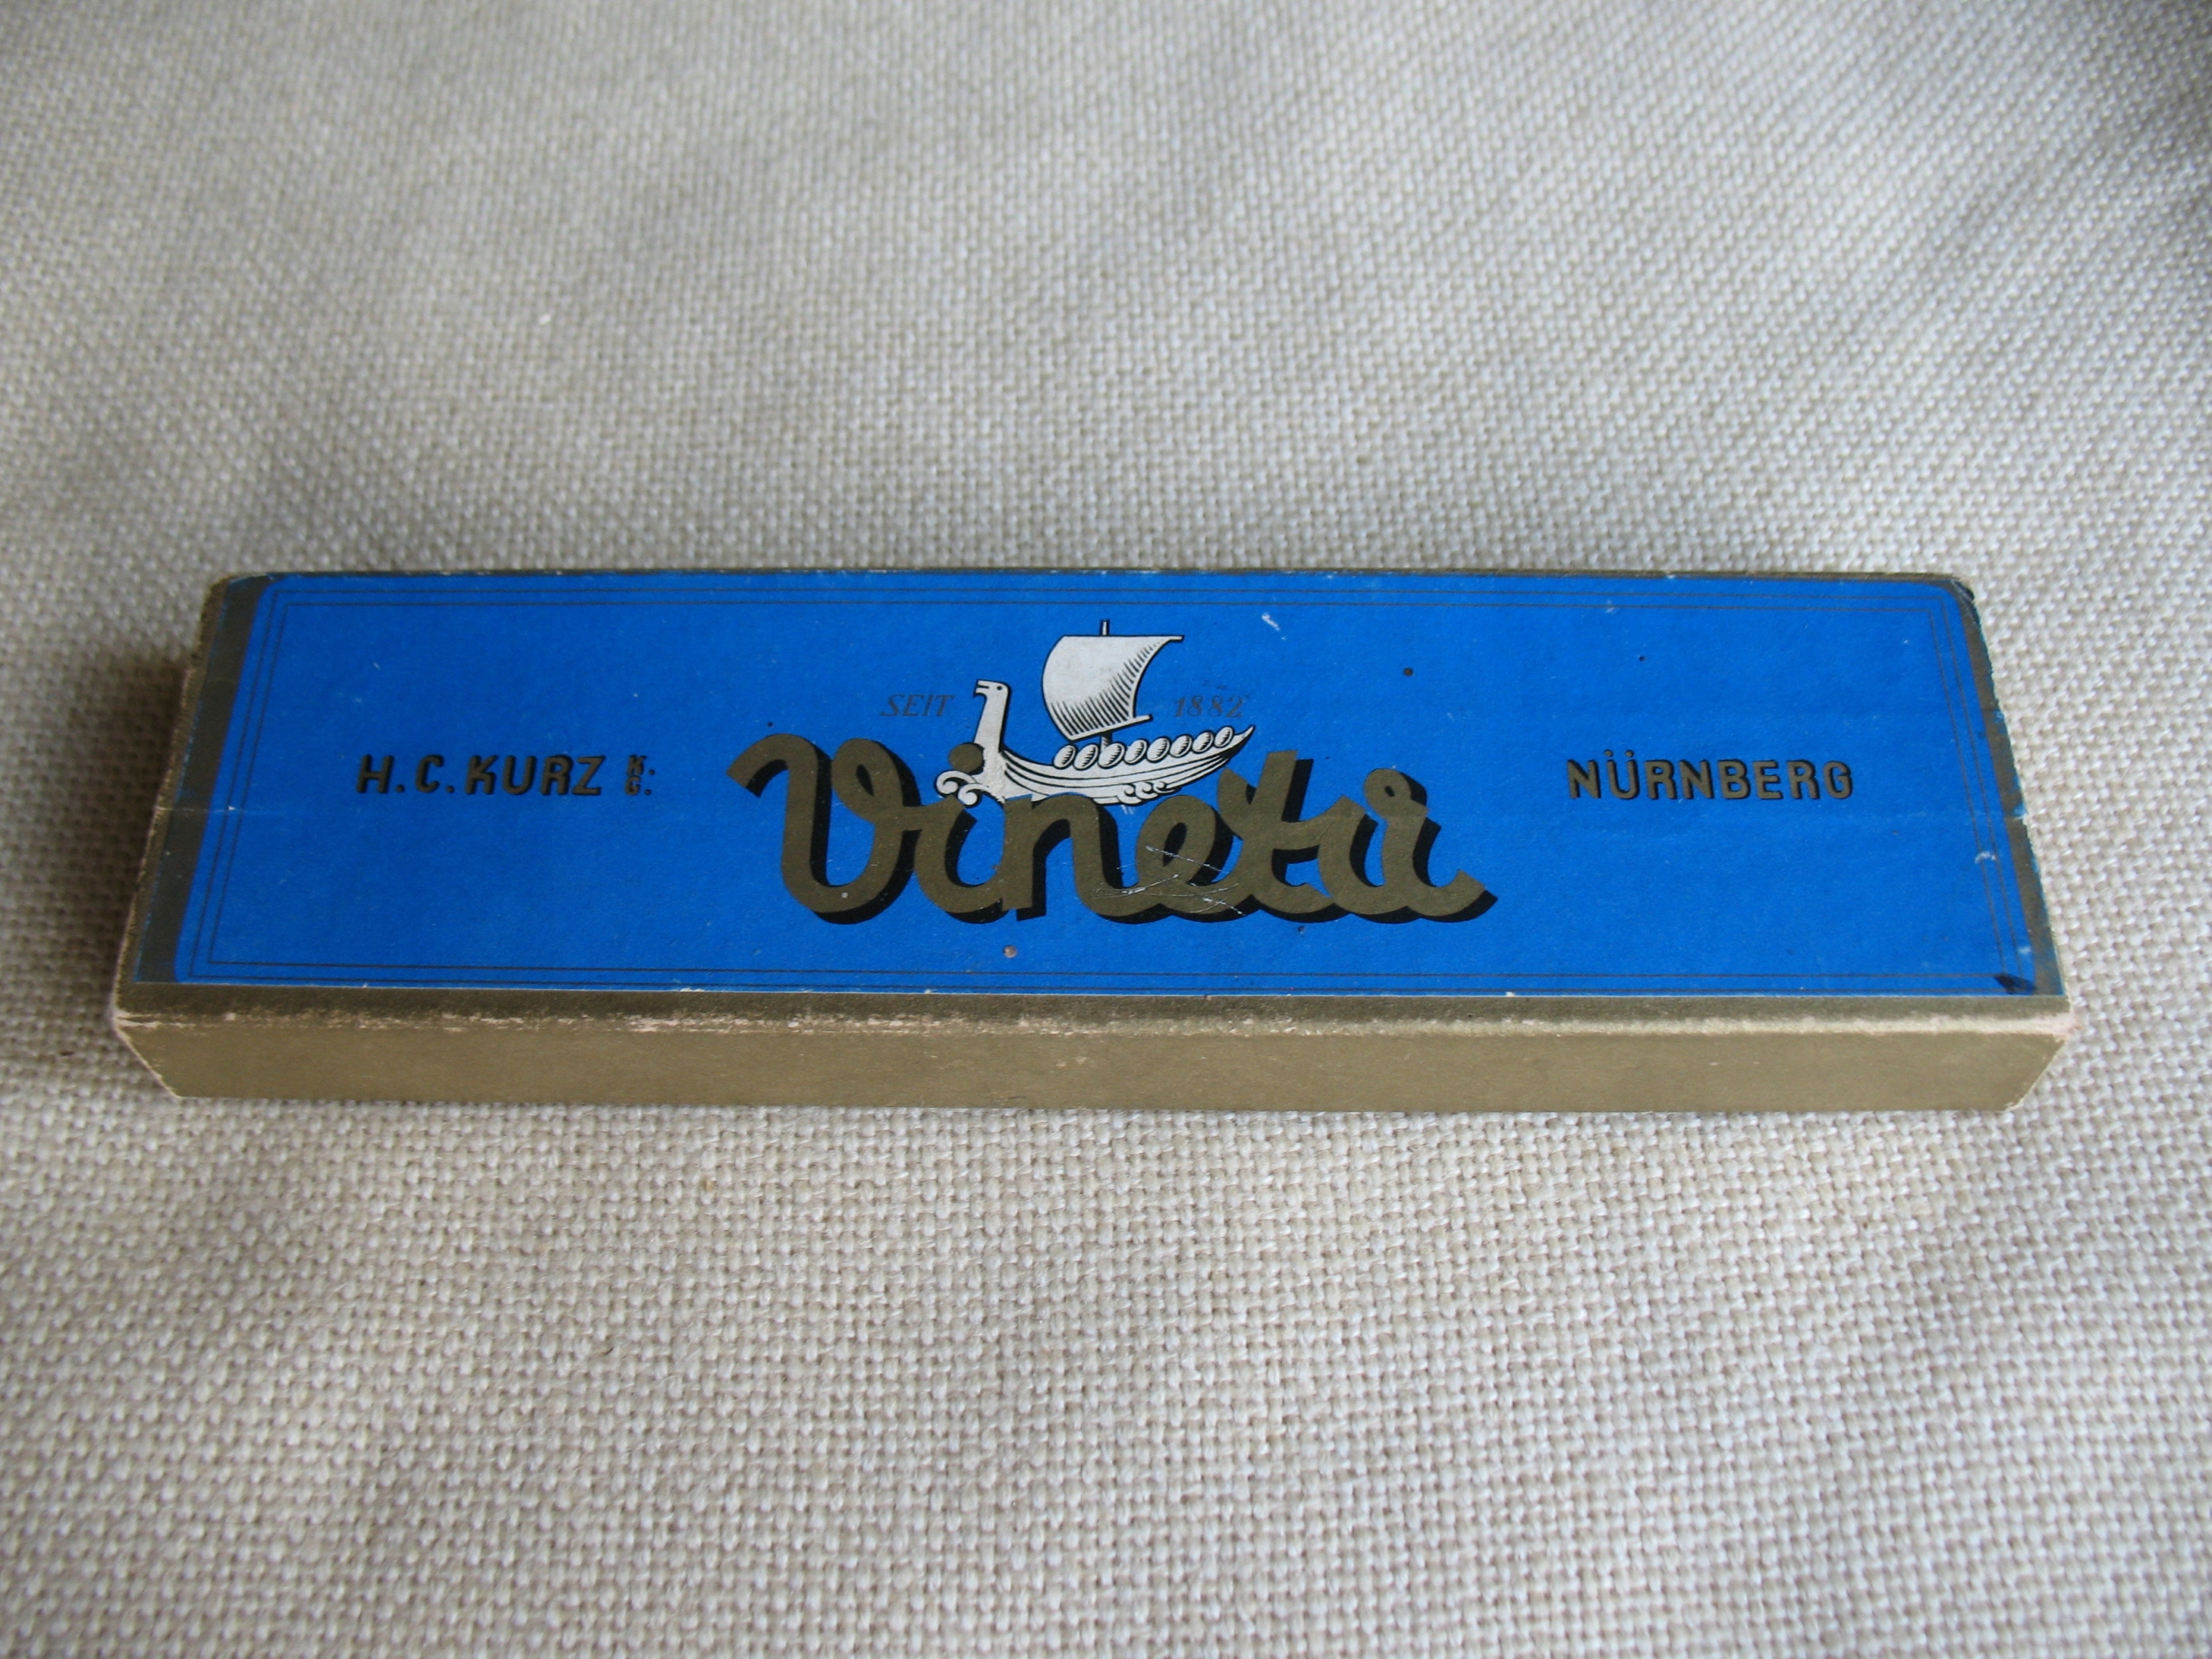 SEIT 1882
H.C.KURZ K.G.
Vineta
NÜRNBERG